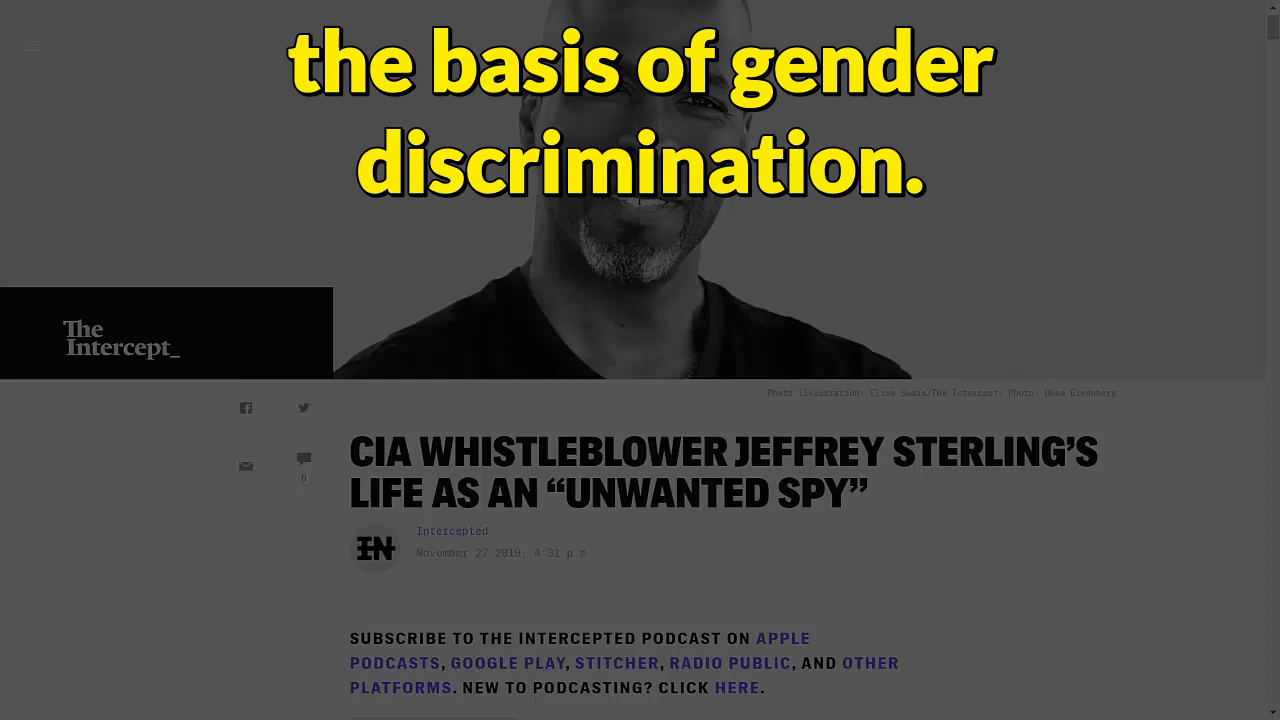 the basis of gender
discrimination.
The
Intercept_
Photo illustration: Elise Swain/The Intercept; Photo: Dean Eisenberg
6
CIA WHISTLEBLOWER JEFFREY STERLING’S
LIFE AS AN “UNWANTED SPY”
IN
Intercepted
November 27 2019, 4:31 p.m
SUBSCRIBE TO THE INTERCEPTED PODCAST ON APPLE
PODCASTS, GOOGLE PLAY, STITCHER, RADIO PUBLIC, AND OTHER
PLATFORMS. NEW TO PODCASTING? CLICK HERE.